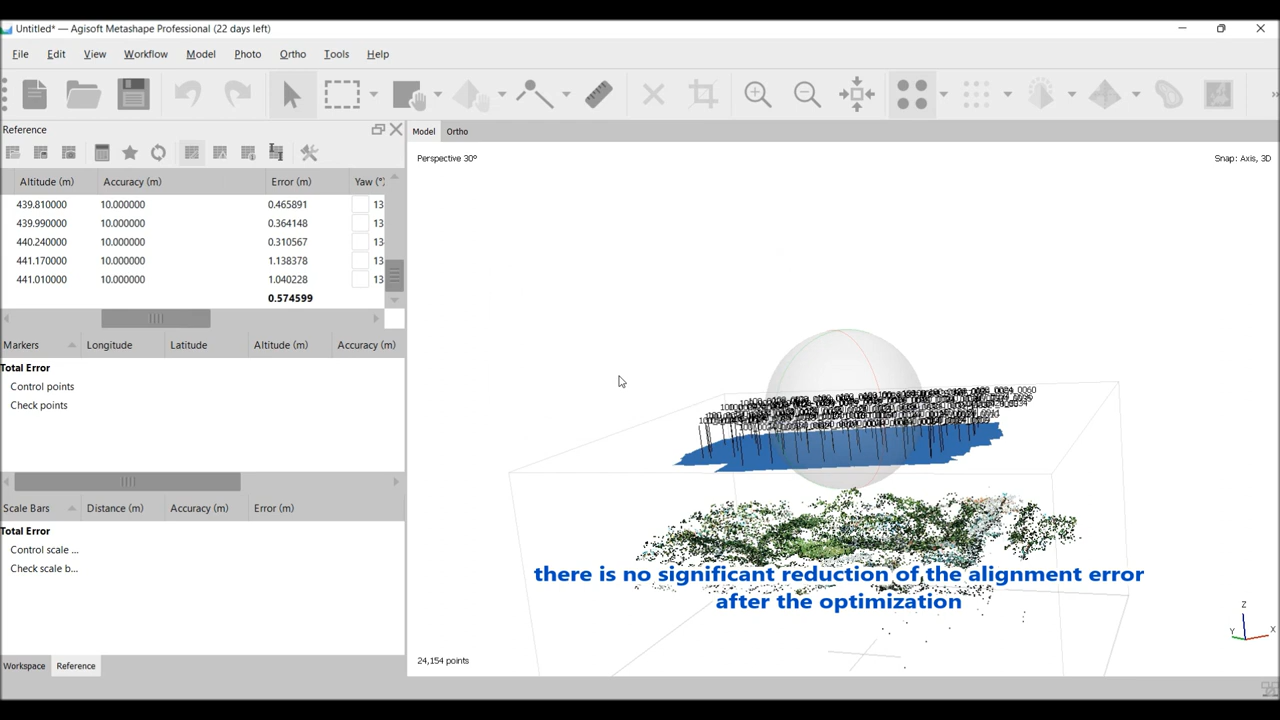 Untitled* — Agisoft Metashape Professional (22 days left)
File Edit View Workflow Model Photo Ortho Tools Help
Reference
Model Ortho
Perspective 30° Snap: Axis, 3D
Altitude (m) Accuracy (m) Error (m) Yaw (°)
439.810000 10.000000 0.465891 13
439.990000 10.000000 0.364148 13
440.240000 10.000000 0.310567 13
441.170000 10.000000 1.138378 13
441.010000 10.000000 1.040228 13
0.574599
Markers Longitude Latitude Altitude (m) Accuracy (m)
Total Error
Control points
Check points
Scale Bars Distance (m) Accuracy (m) Error (m)
Total Error
Control scale ...
Check scale b...
there is no significant reduction of the alignment error
after the optimization
24,154 points
Z
Y X
Workspace Reference